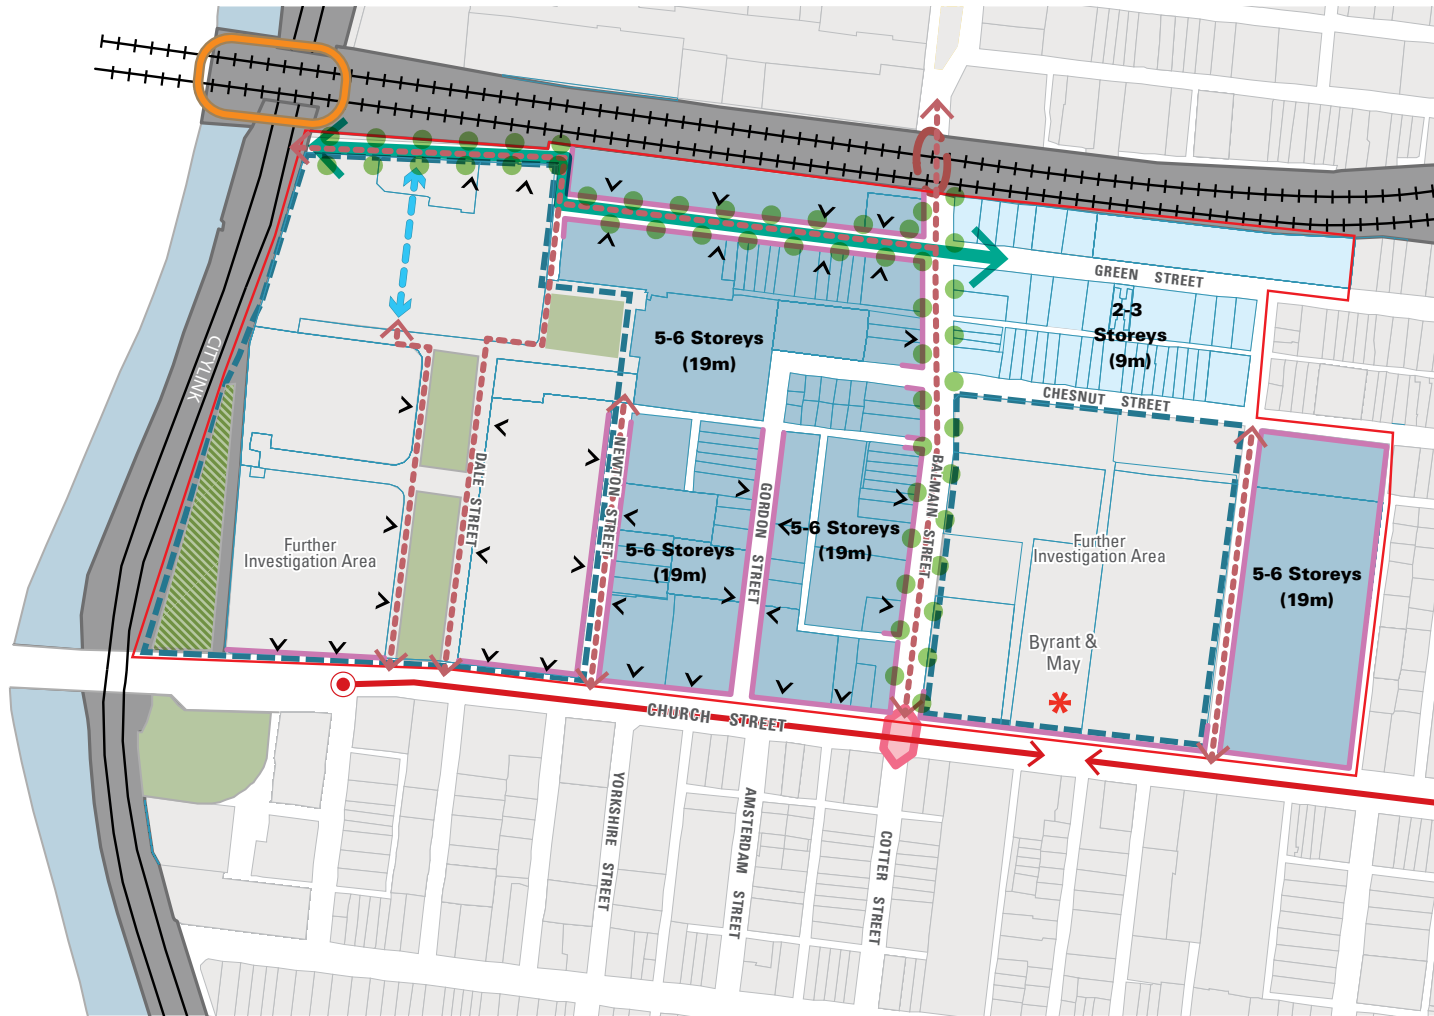 GREEN STREET
2-3
Storeys
(9m)
5-6 Storeys
(19m)
CITYLINK
CHESNUT STREET
DALE STREET
NEWTON STREET
GORDON STREET
BALMAIN STREET
5-6 Storeys
(19m)
5-6 Storeys
(19m)
Further
Investigation Area
Further
Investigation Area
5-6 Storeys
(19m)
Byrant &
May
CHURCH STREET
YORKSHIRE STREET
AMSTERDAM STREET
COTTER STREET